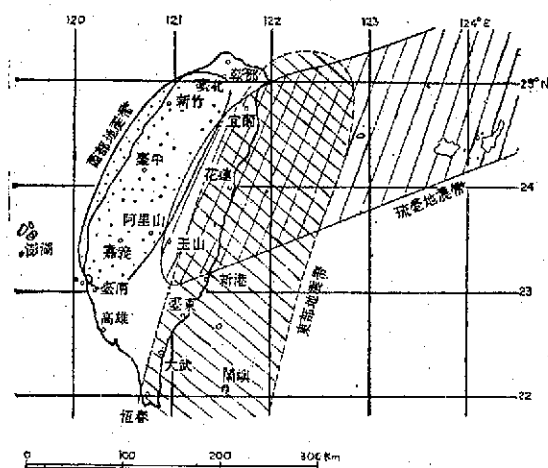 120
121
122
123
124°E
臺北
新竹
宜蘭
25°N
西部地震帶
臺中
花蓮
24
阿里山
琉臺地震帶
澎湖
嘉義
玉山
新港
東部地震帶
臺南
23
高雄
臺東
大武
蘭嶼
22
恆春
0
100
200
300 Km